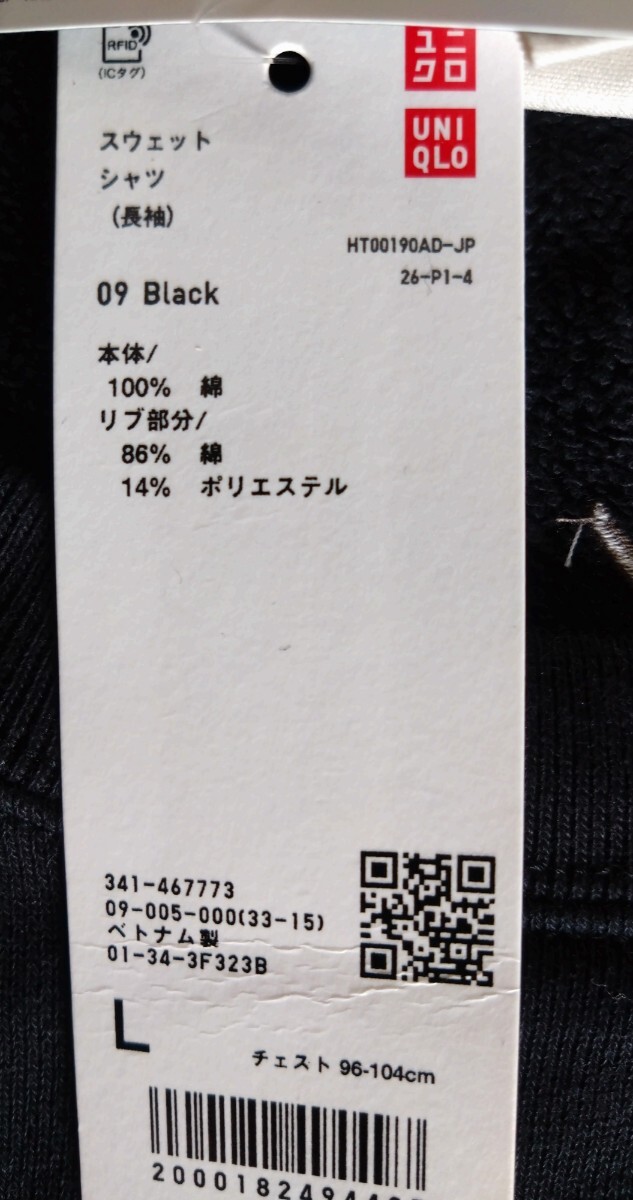 RFID
(ICタグ)
ユニ
クロ
UNI
QLO
スウェット
シャツ
(長袖)
HT00190AD-JP
26-P1-4
09 Black
本体/
100% 綿
リブ部分/
86% 綿
14% ポリエステル
341-467773
09-005-000(33-15)
ベトナム製
01-34-3F323B
L
チェスト 96-104cm